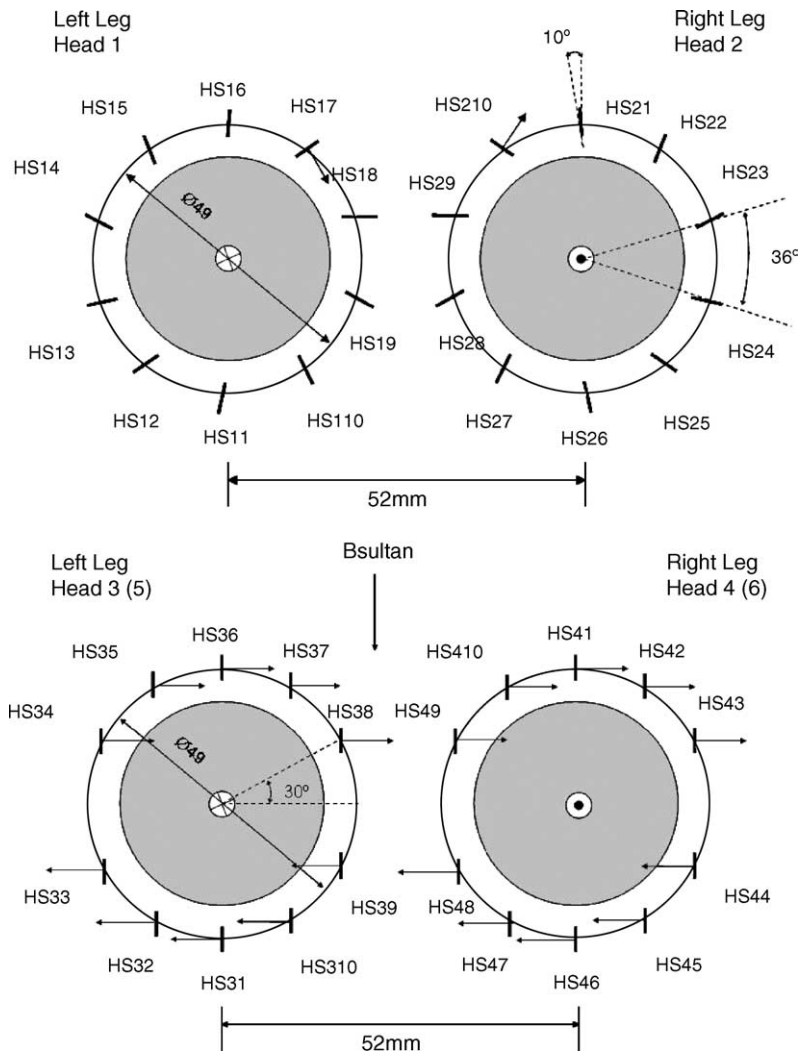 Left Leg
Head 1
Right Leg
Head 2
10º
HS16
HS15
HS17
HS210
HS21
HS22
HS14
HS18
HS29
HS23
Ø49
36º
HS13
HS19
HS28
HS24
HS12
HS11
HS110
HS27
HS26
HS25
52mm
Bsultan
Left Leg
Head 3 (5)
Right Leg
Head 4 (6)
HS36
HS35
HS37
HS410
HS41
HS42
HS34
HS38
HS49
HS43
Ø49
30º
HS33
HS39
HS48
HS44
HS32
HS31
HS310
HS47
HS46
HS45
52mm